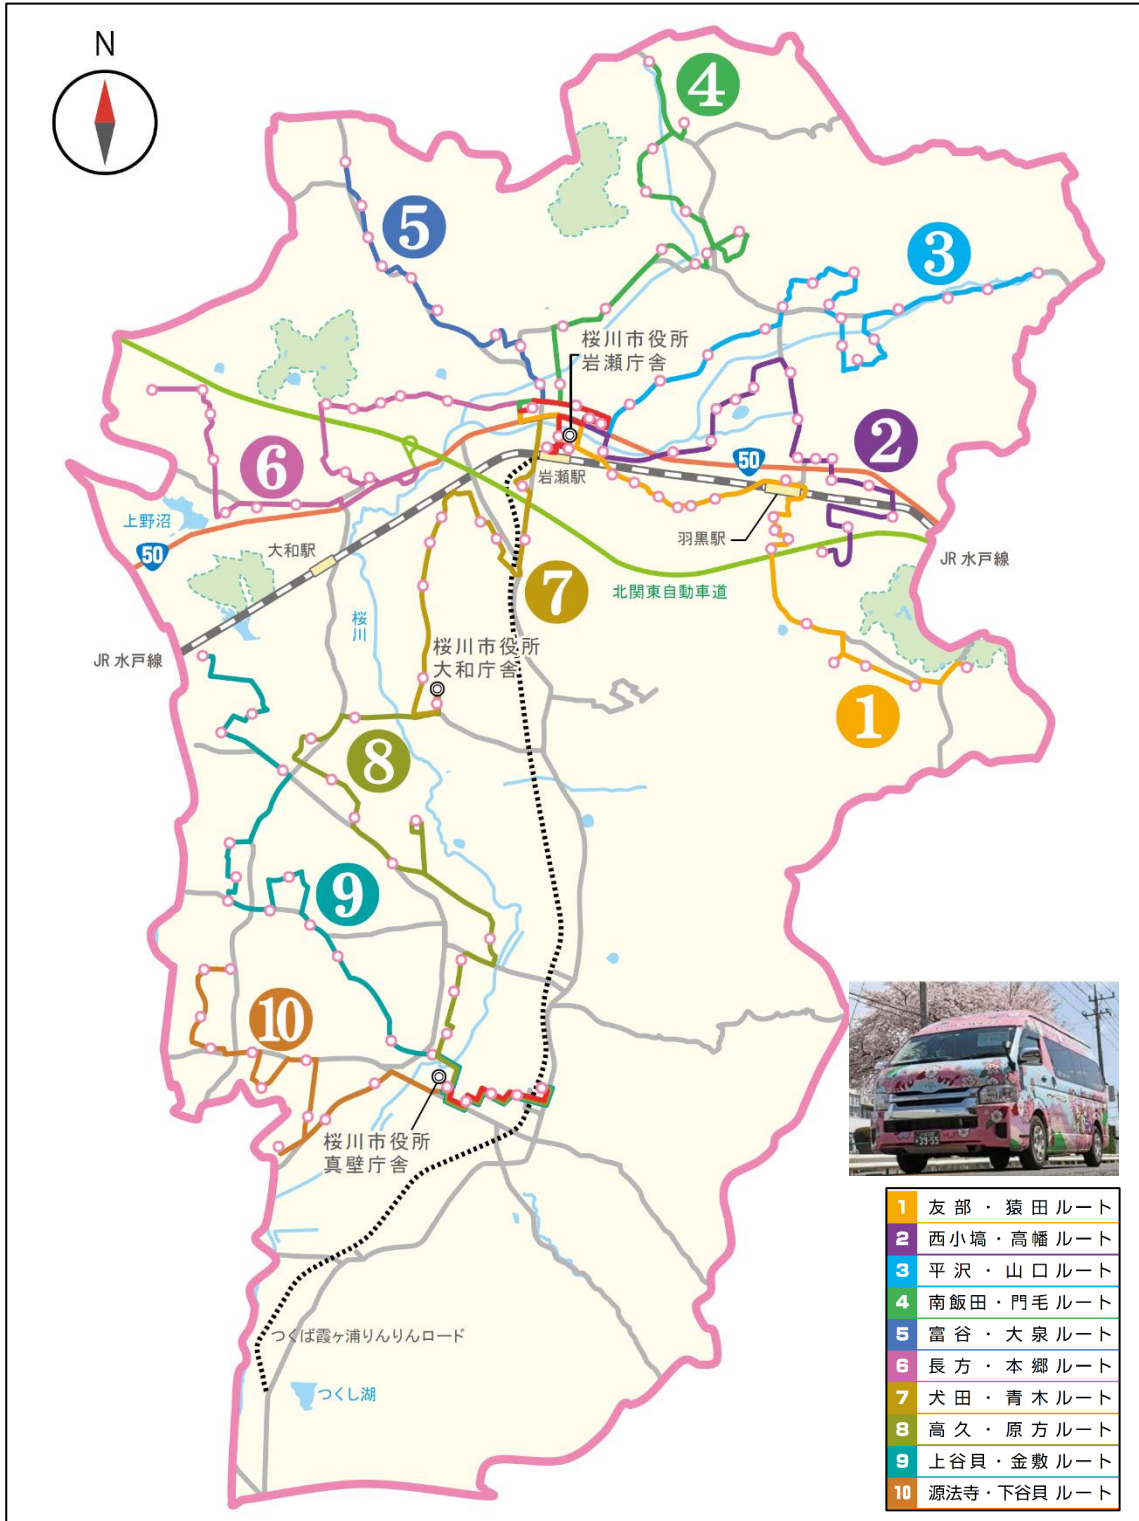 N
4
5
3
桜川市役所
岩瀬庁舎
2
6
50
岩瀬駅
上野沼
羽黒駅
50
大和駅
JR 水戸線
7
北関東自動車道
桜川
桜川市役所
大和庁舎
JR 水戸線
1
8
9
10
桜川市役所
真壁庁舎
つくば霞ヶ浦りんりんロード
つくし湖
39-55
1 友部・猿田ルート
2 西小塙・高幡ルート
3 平沢・山口ルート
4 南飯田・門毛ルート
5 富谷・大泉ルート
6 長方・本郷ルート
7 犬田・青木ルート
8 高久・原方ルート
9 上谷貝・金敷ルート
10 源法寺・下谷貝ルート